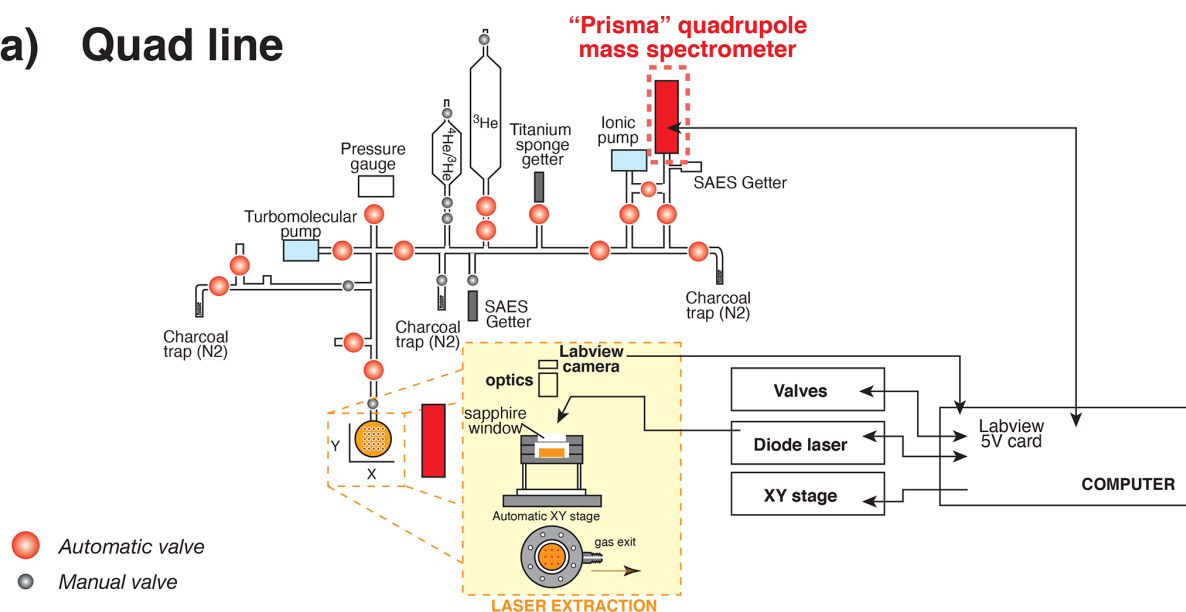 a) Quad line
“Prisma” quadrupole
mass spectrometer
3He
4He/3He
Titanium
sponge
getter
Ionic
pump
Pressure
gauge
SAES Getter
Turbomolecular
pump
Charcoal
trap (N2)
Charcoal
trap (N2)
SAES
Getter
Charcoal
trap (N2)
Labview
camera
optics
sapphire
window
Y
X
Automatic XY stage
gas exit
LASER EXTRACTION
Valves
Diode laser
XY stage
Labview
5V card
COMPUTER
Automatic valve
Manual valve